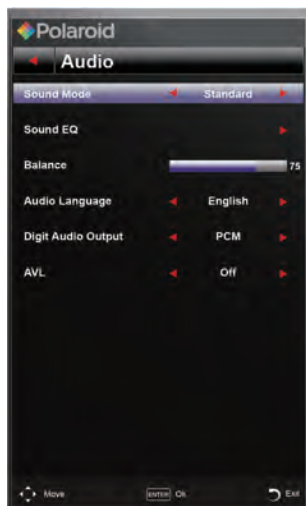 Polaroid
Audio
Sound Mode Standard
Sound EQ
Balance 75
Audio Language English
Digit Audio Output PCM
AVL Off
Move ENTER Ok Exit